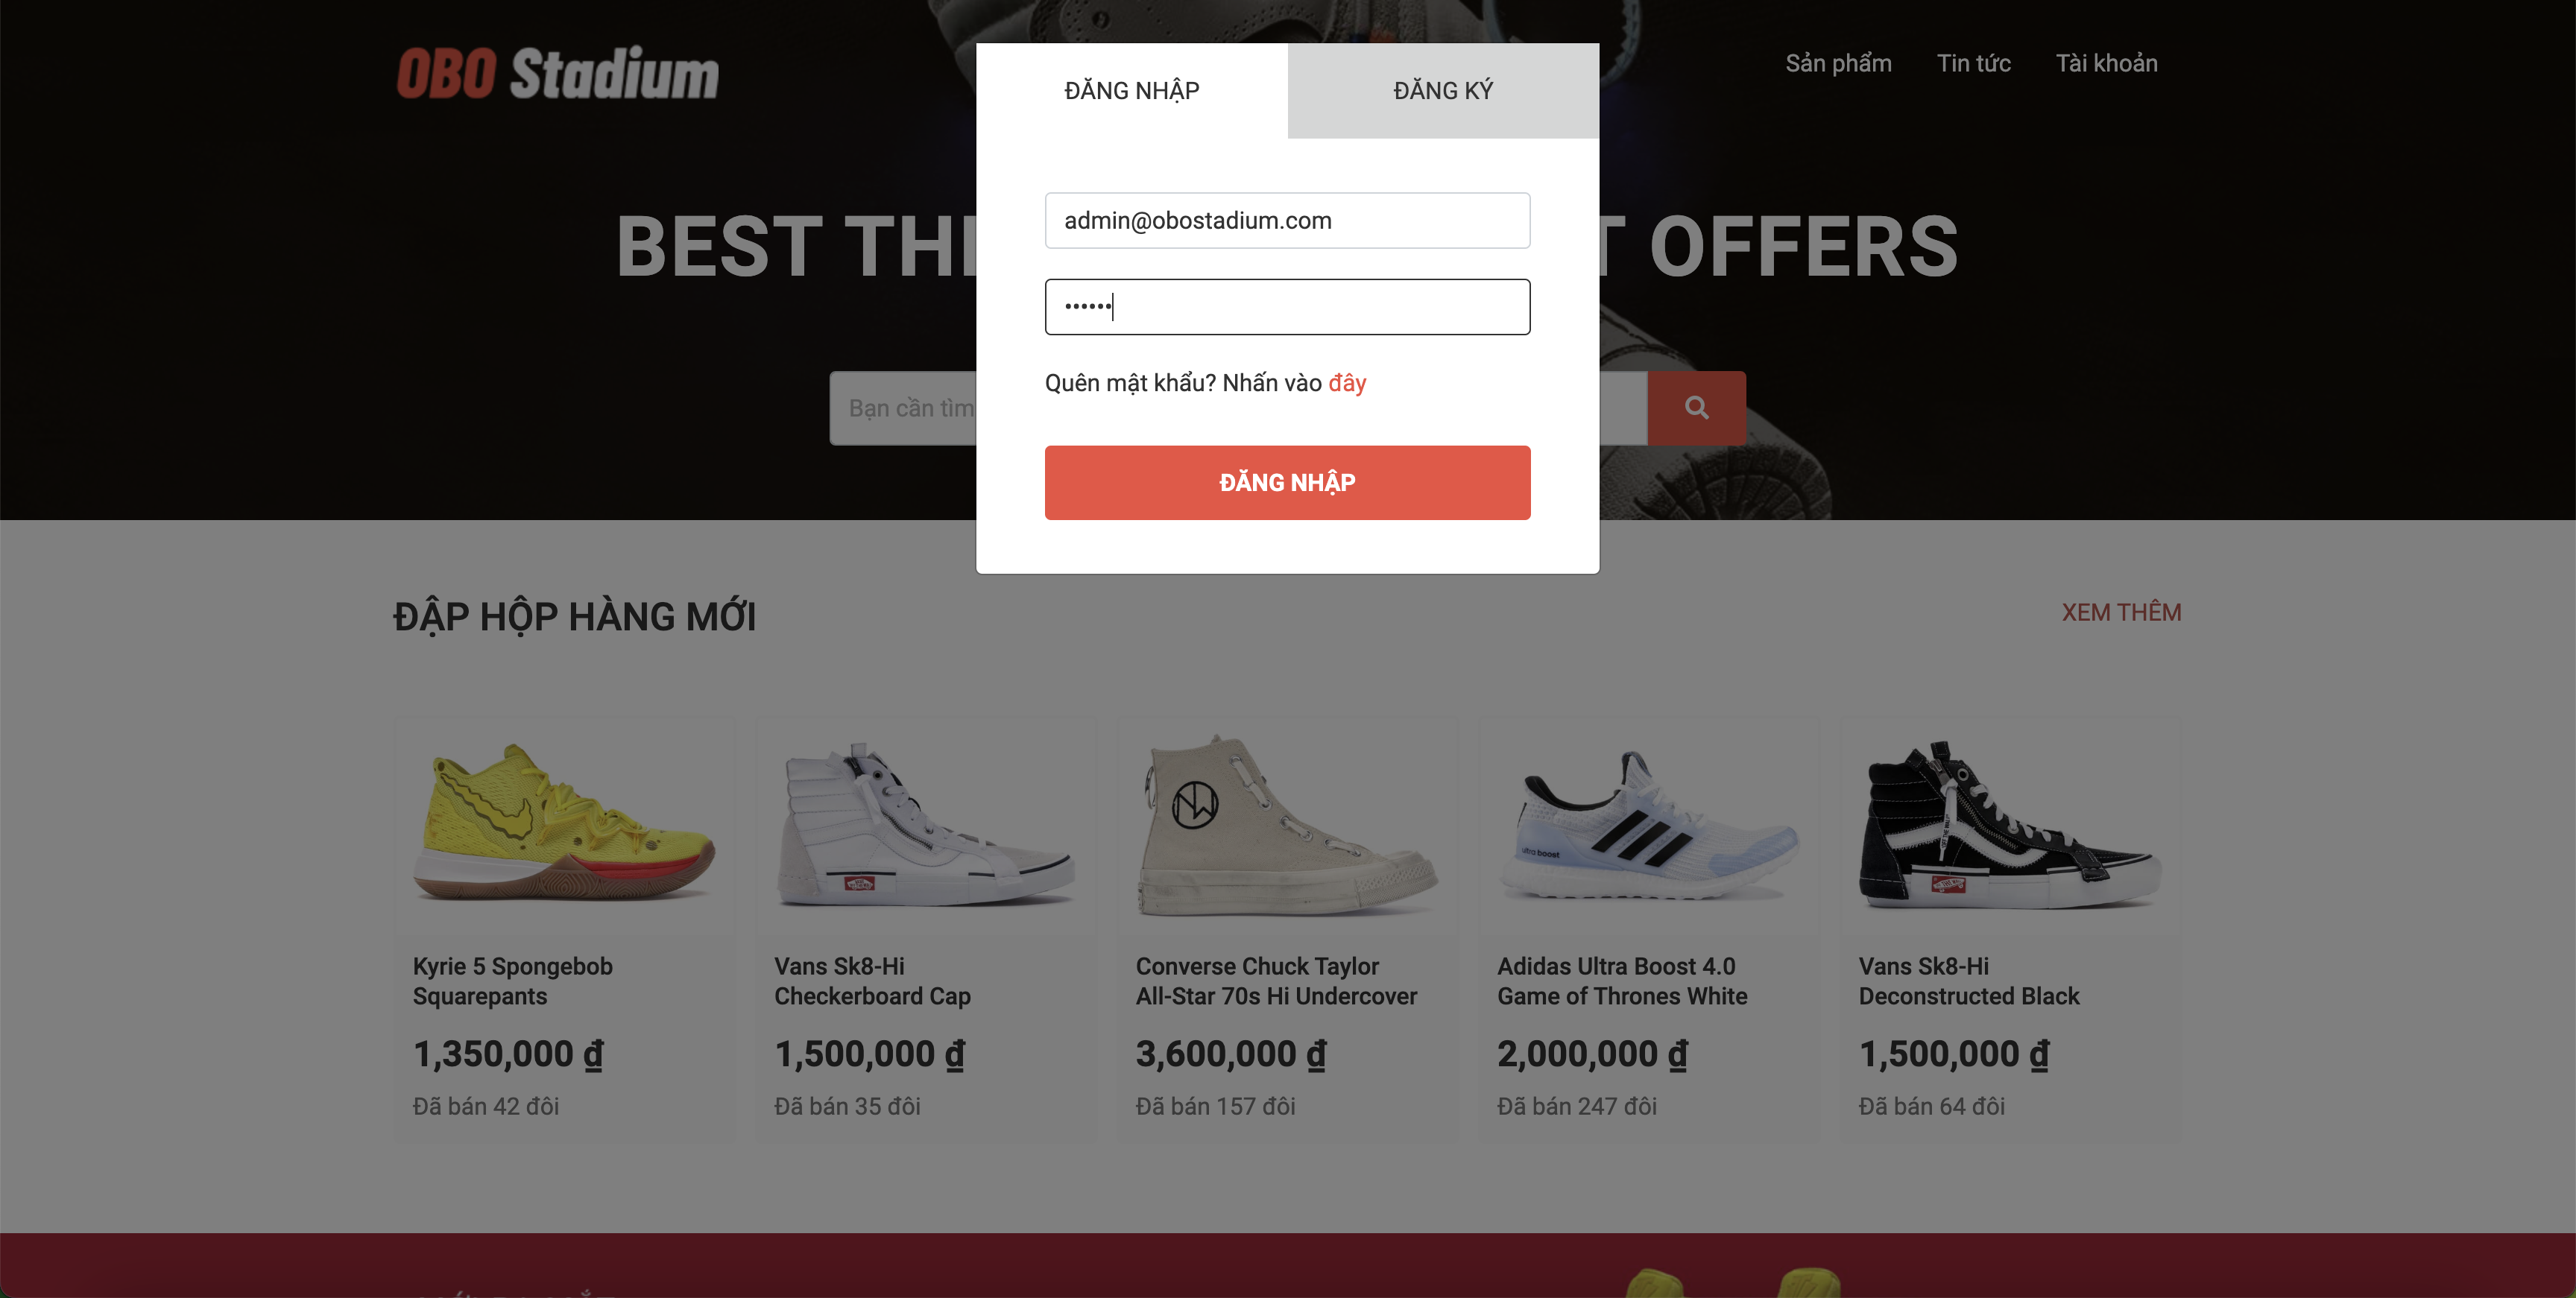 OBO Stadium
Sản phẩm
Tin tức
Tài khoản
ĐĂNG NHẬP
ĐĂNG KÝ
BEST
OFFERS
admin@obostadium.com
••••••
Bạn cần tìm
Quên mật khẩu? Nhấn vào đây
ĐĂNG NHẬP
ĐẬP HỘP HÀNG MỚI
XEM THÊM
NW
ultra boost
Kyrie 5 Spongebob
Squarepants
1,350,000 ₫
Đã bán 42 đôi
Vans Sk8-Hi
Checkerboard Cap
1,500,000 ₫
Đã bán 35 đôi
Converse Chuck Taylor
All-Star 70s Hi Undercover
3,600,000 ₫
Đã bán 157 đôi
Adidas Ultra Boost 4.0
Game of Thrones White
2,000,000 ₫
Đã bán 247 đôi
Vans Sk8-Hi
Deconstructed Black
1,500,000 ₫
Đã bán 64 đôi